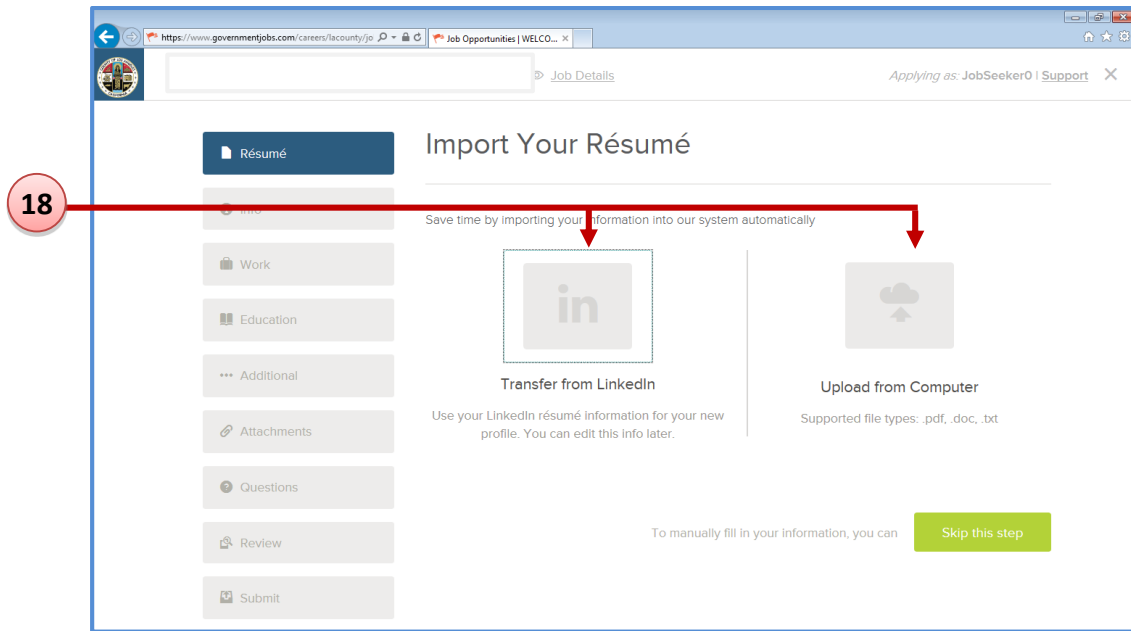 https://www.governmentjobs.com/careers/lacounty/jo
Job Opportunities | WELCO...
Job Details
Applying as: JobSeeker0 | Support
Résumé
Import Your Résumé
18
Info
Save time by importing your information into our system automatically
Work
in
Education
Additional
Transfer from LinkedIn
Upload from Computer
Use your LinkedIn résumé information for your new
profile. You can edit this info later.
Supported file types: .pdf, .doc, .txt
Attachments
Questions
Review
To manually fill in your information, you can
Skip this step
Submit